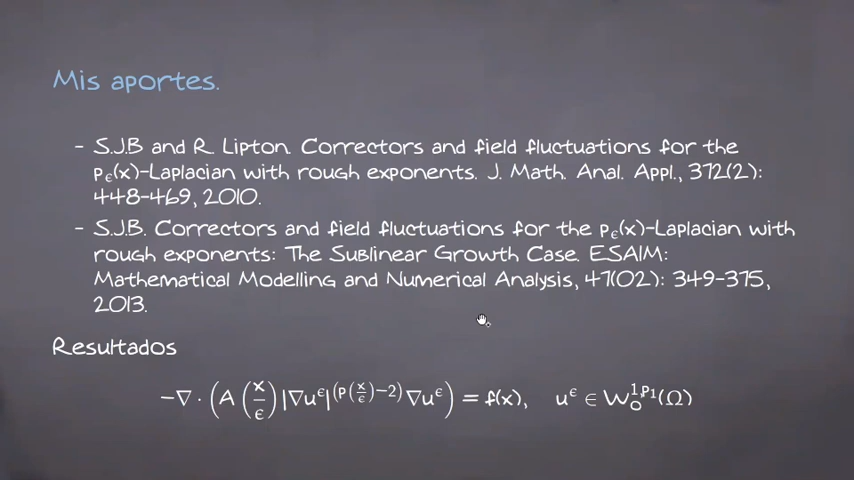 Mis aportes.
- S.J.B and R. Lipton. Correctors and field fluctuations for the
p_ϵ(x)-Laplacian with rough exponents. J. Math. Anal. Appl., 372(2):
448-469, 2010.
- S.J.B. Correctors and field fluctuations for the p_ϵ(x)-Laplacian with
rough exponents: The Sublinear Growth Case. ESAIM:
Mathematical Modelling and Numerical Analysis, 47(02): 349-375,
2013.
Resultados
−∇ · (A (x/ϵ) |∇u^ϵ|^(p(x/ϵ)−2) ∇u^ϵ) = f(x), u^ϵ ∈ W_0^{1,p_1}(Ω)